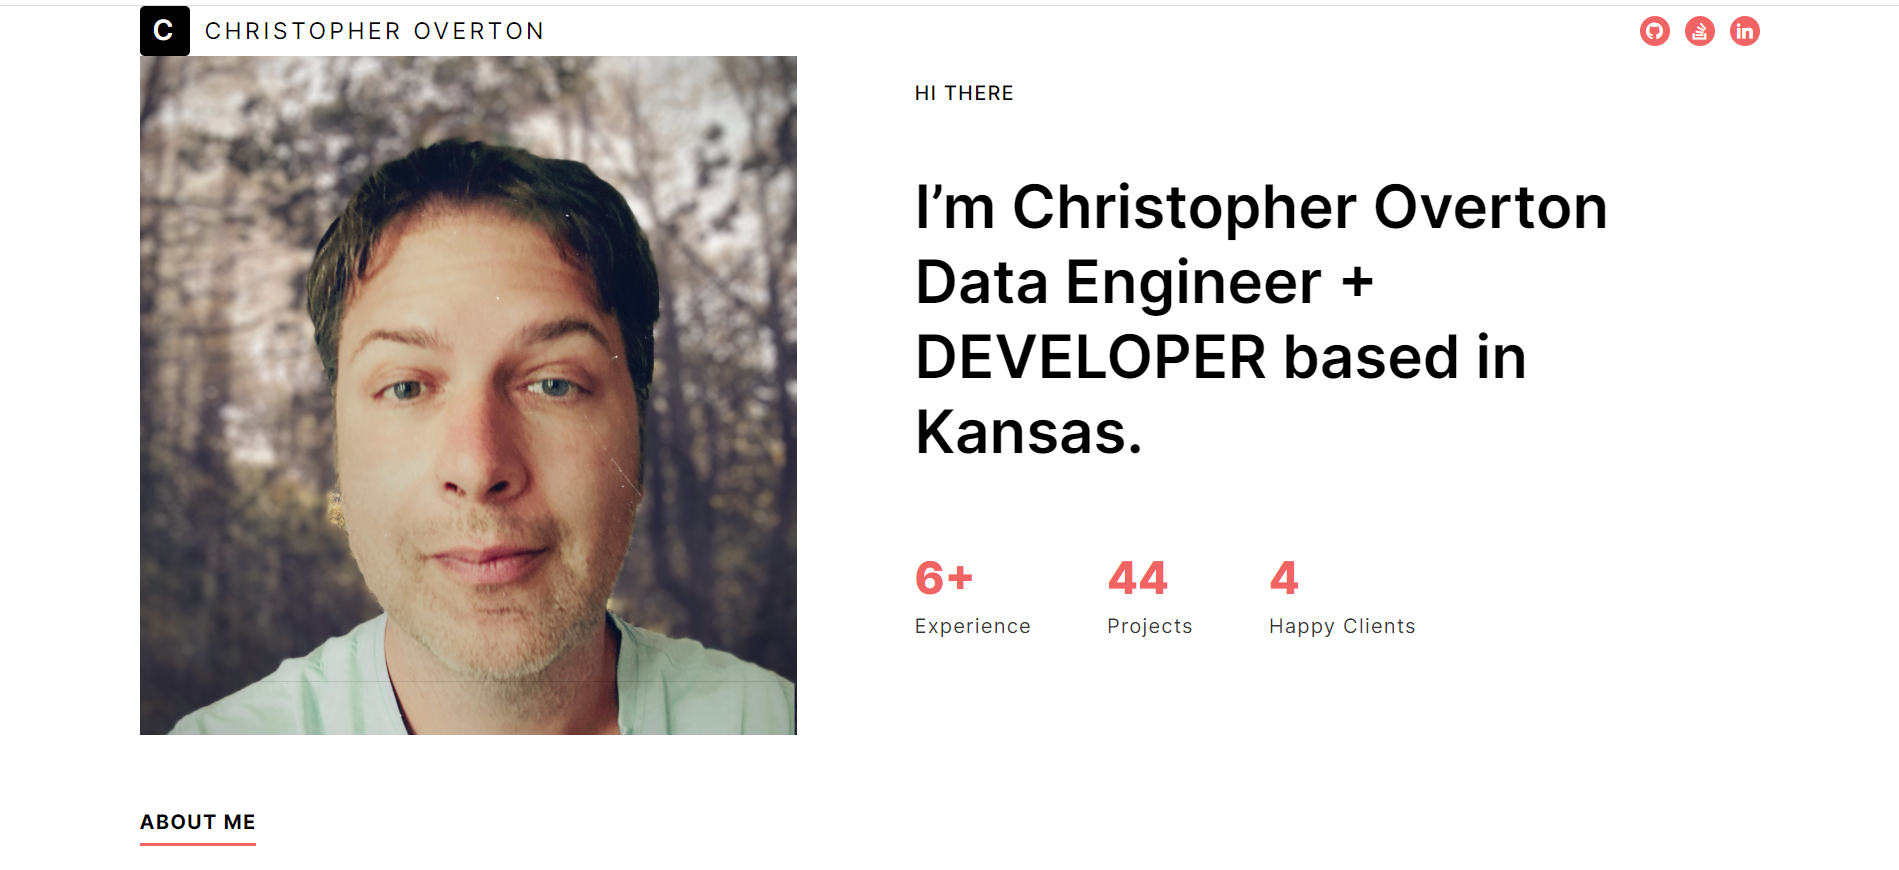 C CHRISTOPHER OVERTON
HI THERE
I’m Christopher Overton
Data Engineer +
DEVELOPER based in
Kansas.
6+ 44 4
Experience Projects Happy Clients
ABOUT ME